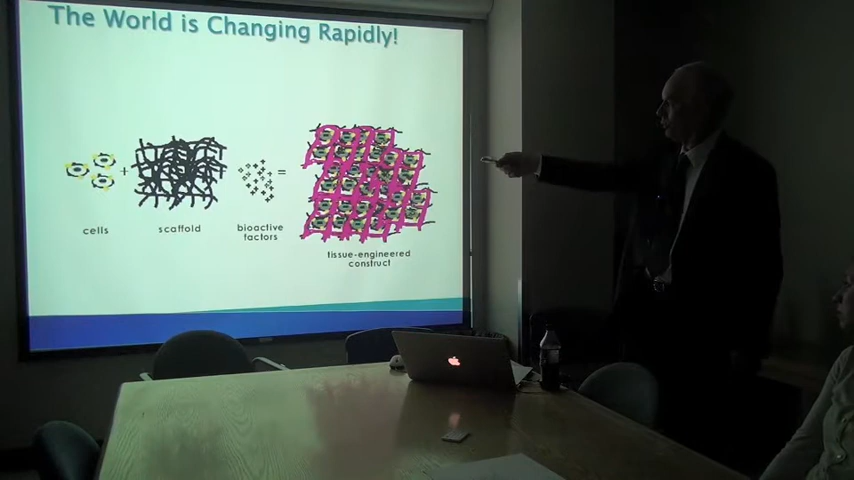 The World is Changing Rapidly!
+
=
cells
scaffold
bioactive
factors
tissue-engineered
construct